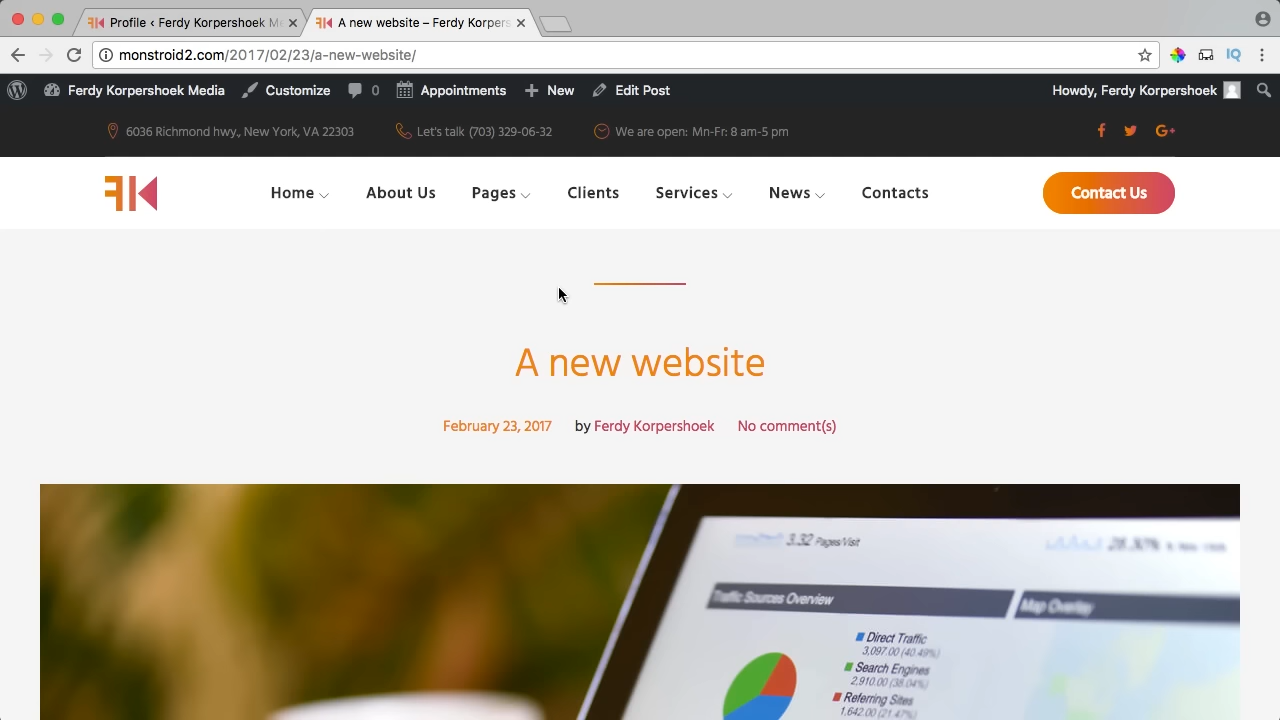 Profile ‹ Ferdy Korpershoek Me
A new website – Ferdy Korpers
monstroid2.com/2017/02/23/a-new-website/
Ferdy Korpershoek Media Customize 0 Appointments New Edit Post Howdy, Ferdy Korpershoek
6036 Richmond hwy., New York, VA 22303 Let's talk (703) 329-06-32 We are open: Mn-Fr: 8 am-5 pm
Home About Us Pages Clients Services News Contacts Contact Us
A new website
February 23, 2017 by Ferdy Korpershoek No comment(s)
3.32 Pages/Visit
Traffic Sources Overview Map Overlay
Direct Traffic
3,097.00 (40.49%)
Search Engines
2,910.00 (38.04%)
Referring Sites
1,642.00 (21.47%)